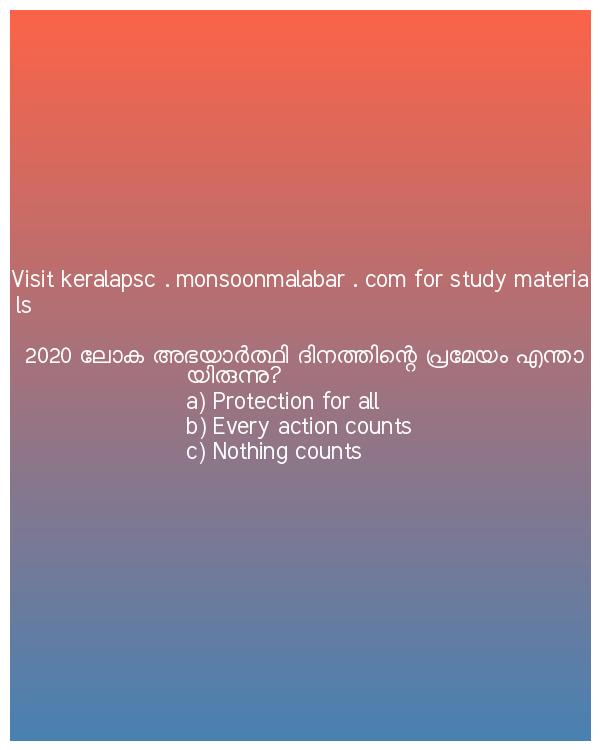 Visit keralapsc . monsoonmalabar . com for study materia
ls
2020 ലോക അഭയാർത്ഥി ദിനത്തിന്റെ പ്രമേയം എന്താ
യിരുന്നു?
a) Protection for all
b) Every action counts
c) Nothing counts